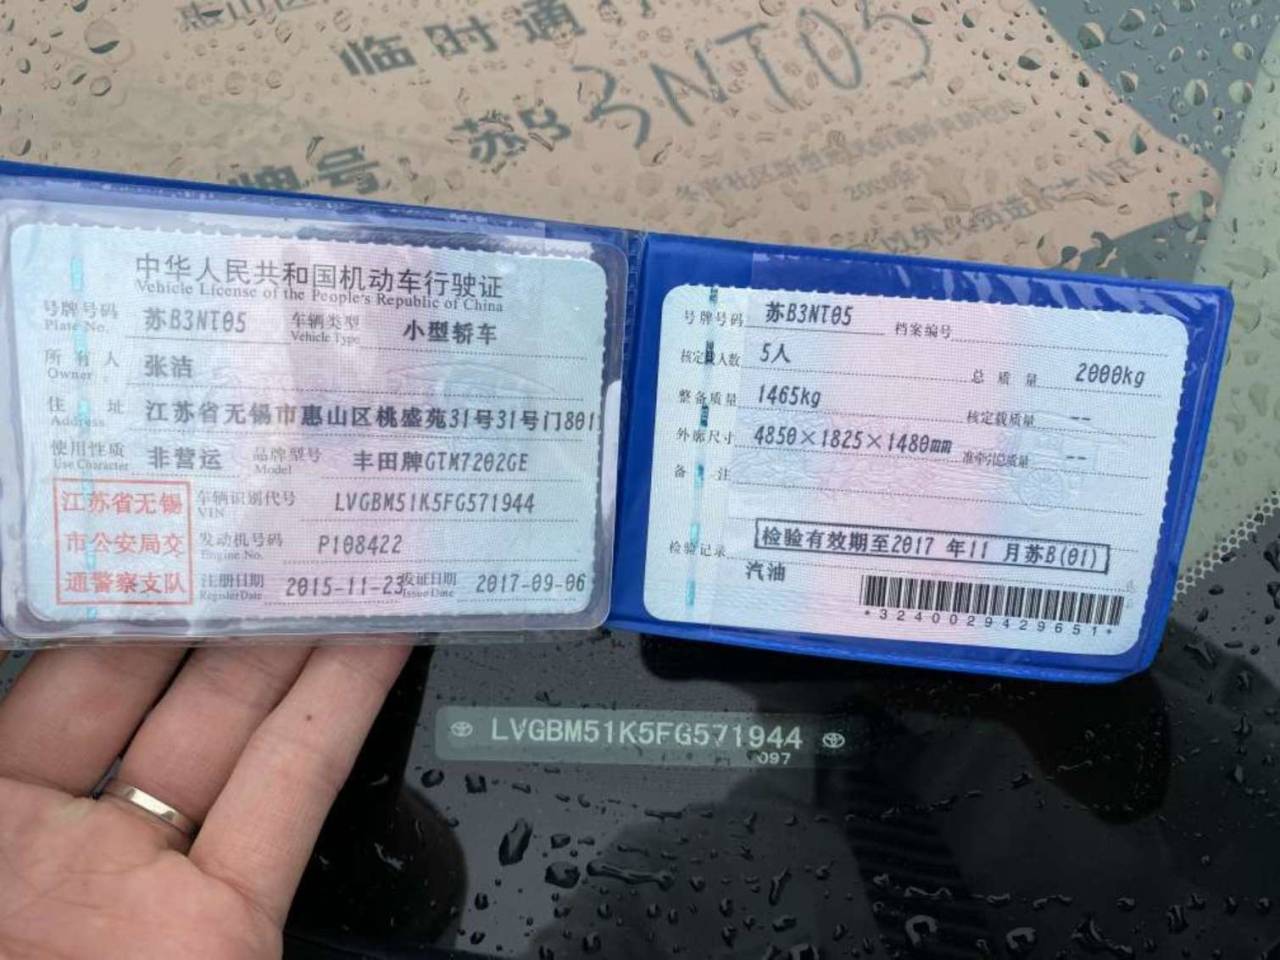 临时通
苏B3NT05
牌号:
中华人民共和国机动车行驶证
Vehicle License of the People's Republic of China
号牌号码 苏B3NT05 车辆类型 小型轿车
Plate No. Vehicle Type
所有人 张洁
Owner
住址 江苏省无锡市惠山区桃盛苑31号31号门801
Address
使用性质 非营运 品牌型号 丰田牌GTM7202GE
Use Character Model
江苏省无锡
市公安局交
通警察支队
车辆识别代号 LVGBM51K5FG571944
VIN
发动机号码 P108422
Engine No.
注册日期 2015-11-23 发证日期 2017-09-06
Register Date Issue Date
号牌号码 苏B3NT05 档案编号
核定载人数 5人 总质量 2000kg
整备质量 1465kg 核定载质量 --
外廓尺寸 4850×1825×1480mm 准牵引总质量 --
备注
检验记录 检验有效期至2017年11月苏B(01)
汽油
*3240029429651*
LVGBM51K5FG571944
097